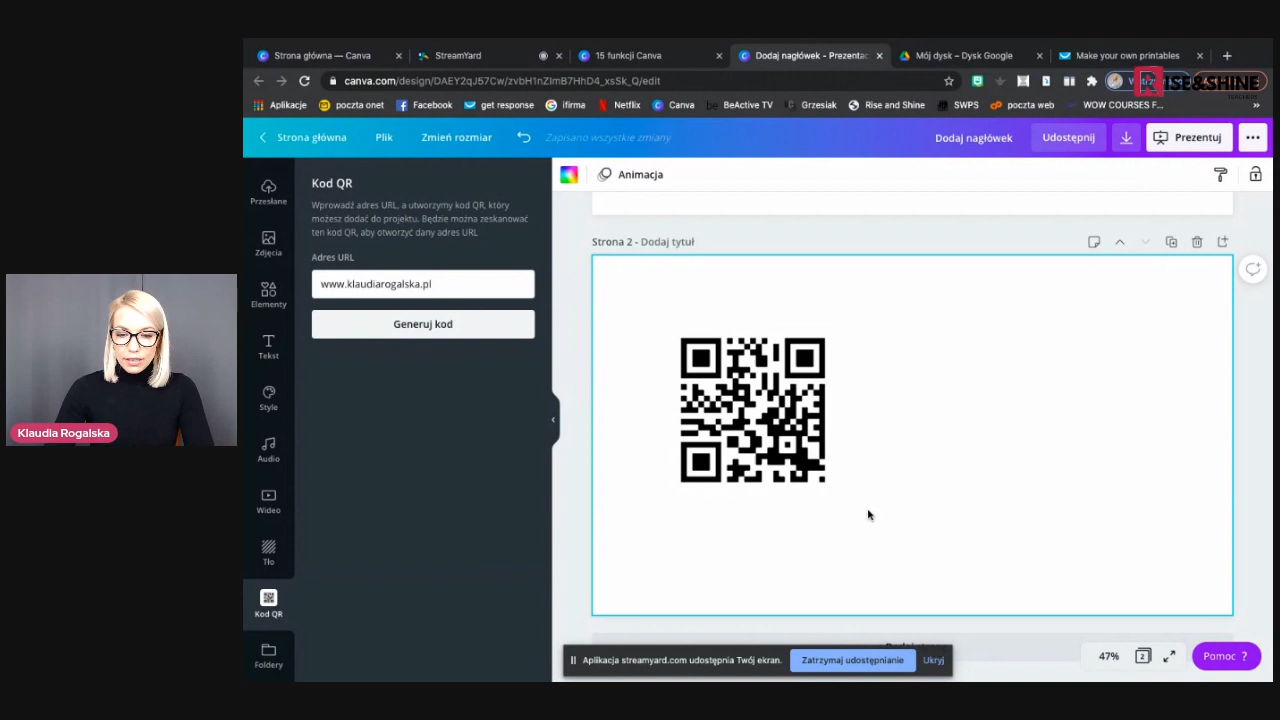 Strona główna — Canva
StreamYard
15 funkcji Canva
Dodaj nagłówek - Prezentac
Mój dysk – Dysk Google
Make your own printables
canva.com/design/DAEY2qJ57Cw/zvbH1nZImB7HhD4_xsSk_Q/edit
ISE&SHINE
Aplikacje
poczta onet
Facebook
get response
ifirma
Netflix
Canva
be BeActive TV
Grzesiak
Rise and Shine
SWPS
poczta web
WOW COURSES F...
Strona główna
Plik
Zmień rozmiar
Zapisano wszystkie zmiany
Dodaj nagłówek
Udostępnij
Prezentuj
Przesłane
Zdjęcia
Elementy
Tekst
Style
Audio
Wideo
Tło
Kod QR
Foldery
Kod QR
Wprowadź adres URL, a utworzymy kod QR, który
możesz dodać do projektu. Będzie można zeskanować
ten kod QR, aby otworzyć dany adres URL
Adres URL
www.klaudiarogalska.pl
Generuj kod
Animacja
Strona 2 - Dodaj tytuł
Klaudia Rogalska
Aplikacja streamyard.com udostępnia Twój ekran.
Zatrzymaj udostępnianie
Ukryj
47%
2
Pomoc ?